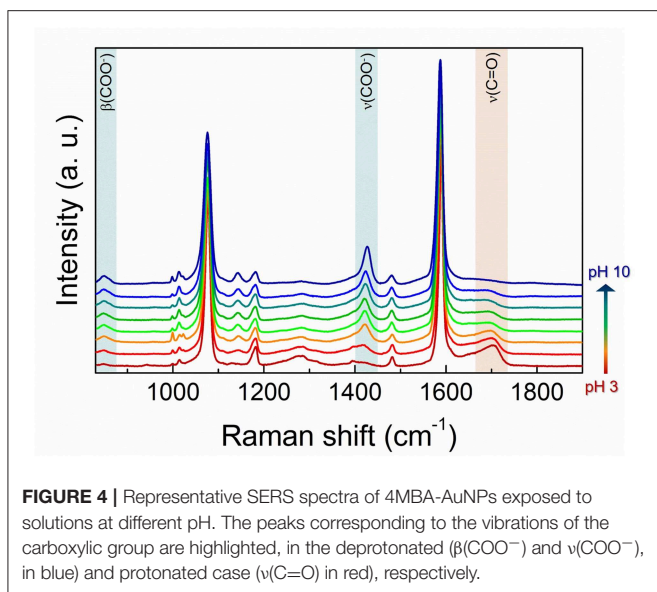 β(COO⁻)
ν(COO⁻)
ν(C=O)
Intensity (a. u.)
pH 10
pH 3
1000 1200 1400 1600 1800
Raman shift (cm⁻¹)
FIGURE 4 | Representative SERS spectra of 4MBA-AuNPs exposed to
solutions at different pH. The peaks corresponding to the vibrations of the
carboxylic group are highlighted, in the deprotonated (β(COO⁻) and ν(COO⁻),
in blue) and protonated case (ν(C=O) in red), respectively.